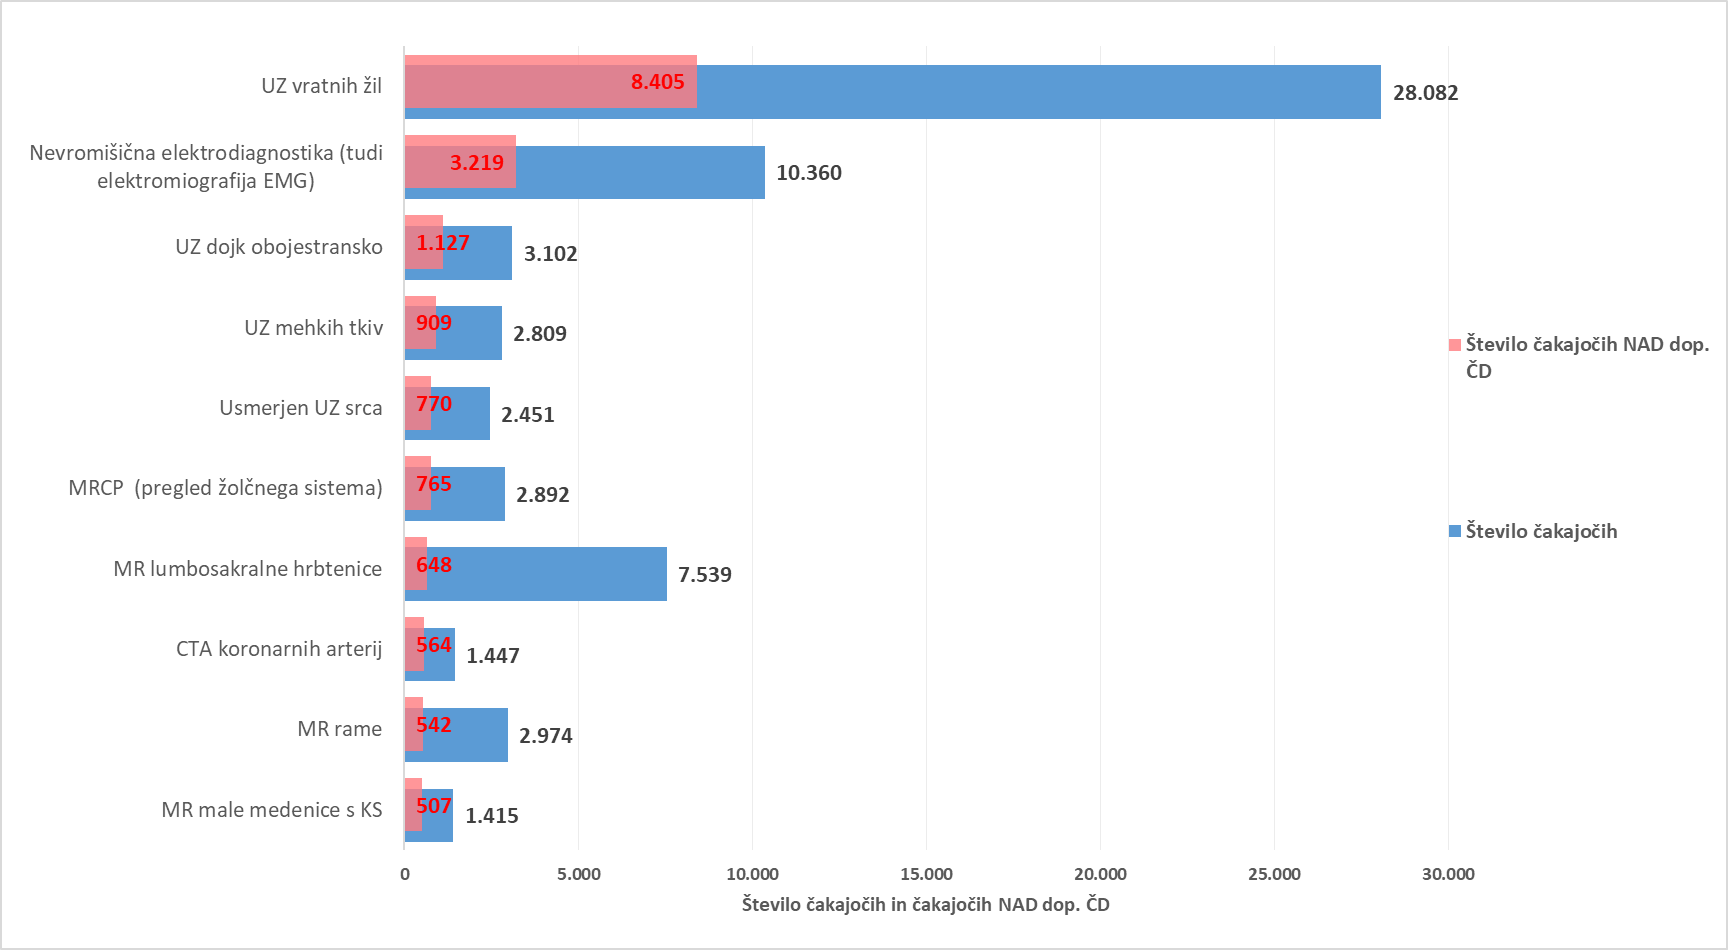 UZ vratnih žil
8.405
28.082
Nevromišična elektrodiagnostika (tudi
elektromiografija EMG)
3.219
10.360
UZ dojk obojestransko
1.127
3.102
UZ mehkih tkiv
909
2.809
Usmerjen UZ srca
770
2.451
MRCP  (pregled žolčnega sistema)
765
2.892
MR lumbosakralne hrbtenice
648
7.539
CTA koronarnih arterij
564
1.447
MR rame
542
2.974
MR male medenice s KS
507
1.415
0
5.000
10.000
15.000
20.000
25.000
30.000
Število čakajočih in čakajočih NAD dop. ČD
Število čakajočih NAD dop.
ČD
Število čakajočih